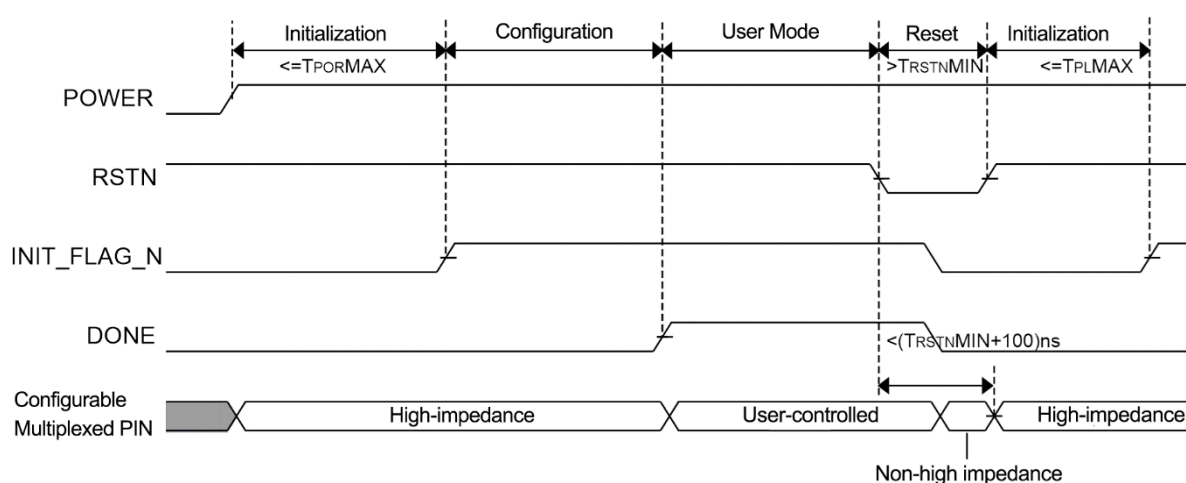 Initialization Configuration User Mode Reset Initialization
<=TPORMAX >TRSTNMIN <=TPLMAX
POWER
RSTN
INIT_FLAG_N
DONE
<(TRSTNMIN+100)ns
Configurable
Multiplexed PIN
High-impedance User-controlled High-impedance
Non-high impedance